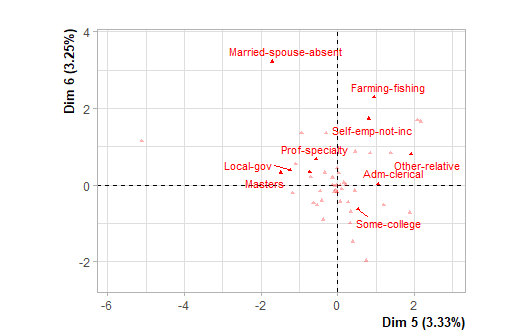 Dim 6 (3.25%)
4
2
0
-2
Married-spouse-absent
Farming-fishing
Self-emp-not-inc
Prof-specialty
Local-gov
Other-relative
Adm-clerical
Masters
Some-college
-6
-4
-2
0
2
Dim 5 (3.33%)